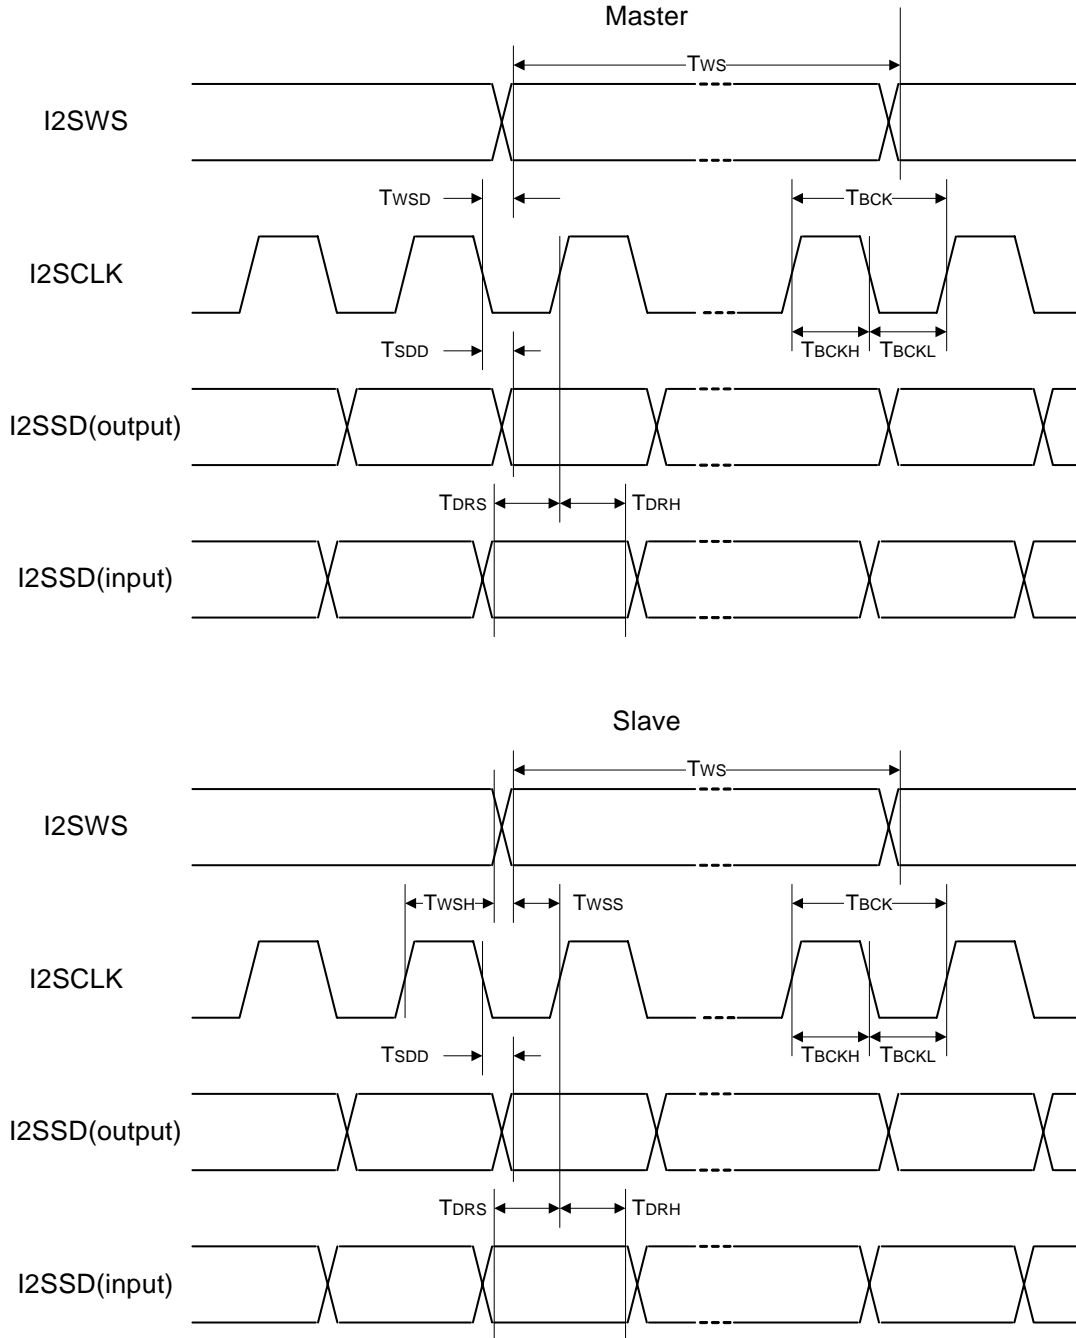 Master
TWS
I2SWS
TWSD
TBCK
I2SCLK
TSDD
TBCKH
TBCKL
I2SSD(output)
TDRS
TDRH
I2SSD(input)
Slave
TWS
I2SWS
TWSH
TWSS
TBCK
I2SCLK
TSDD
TBCKH
TBCKL
I2SSD(output)
TDRS
TDRH
I2SSD(input)